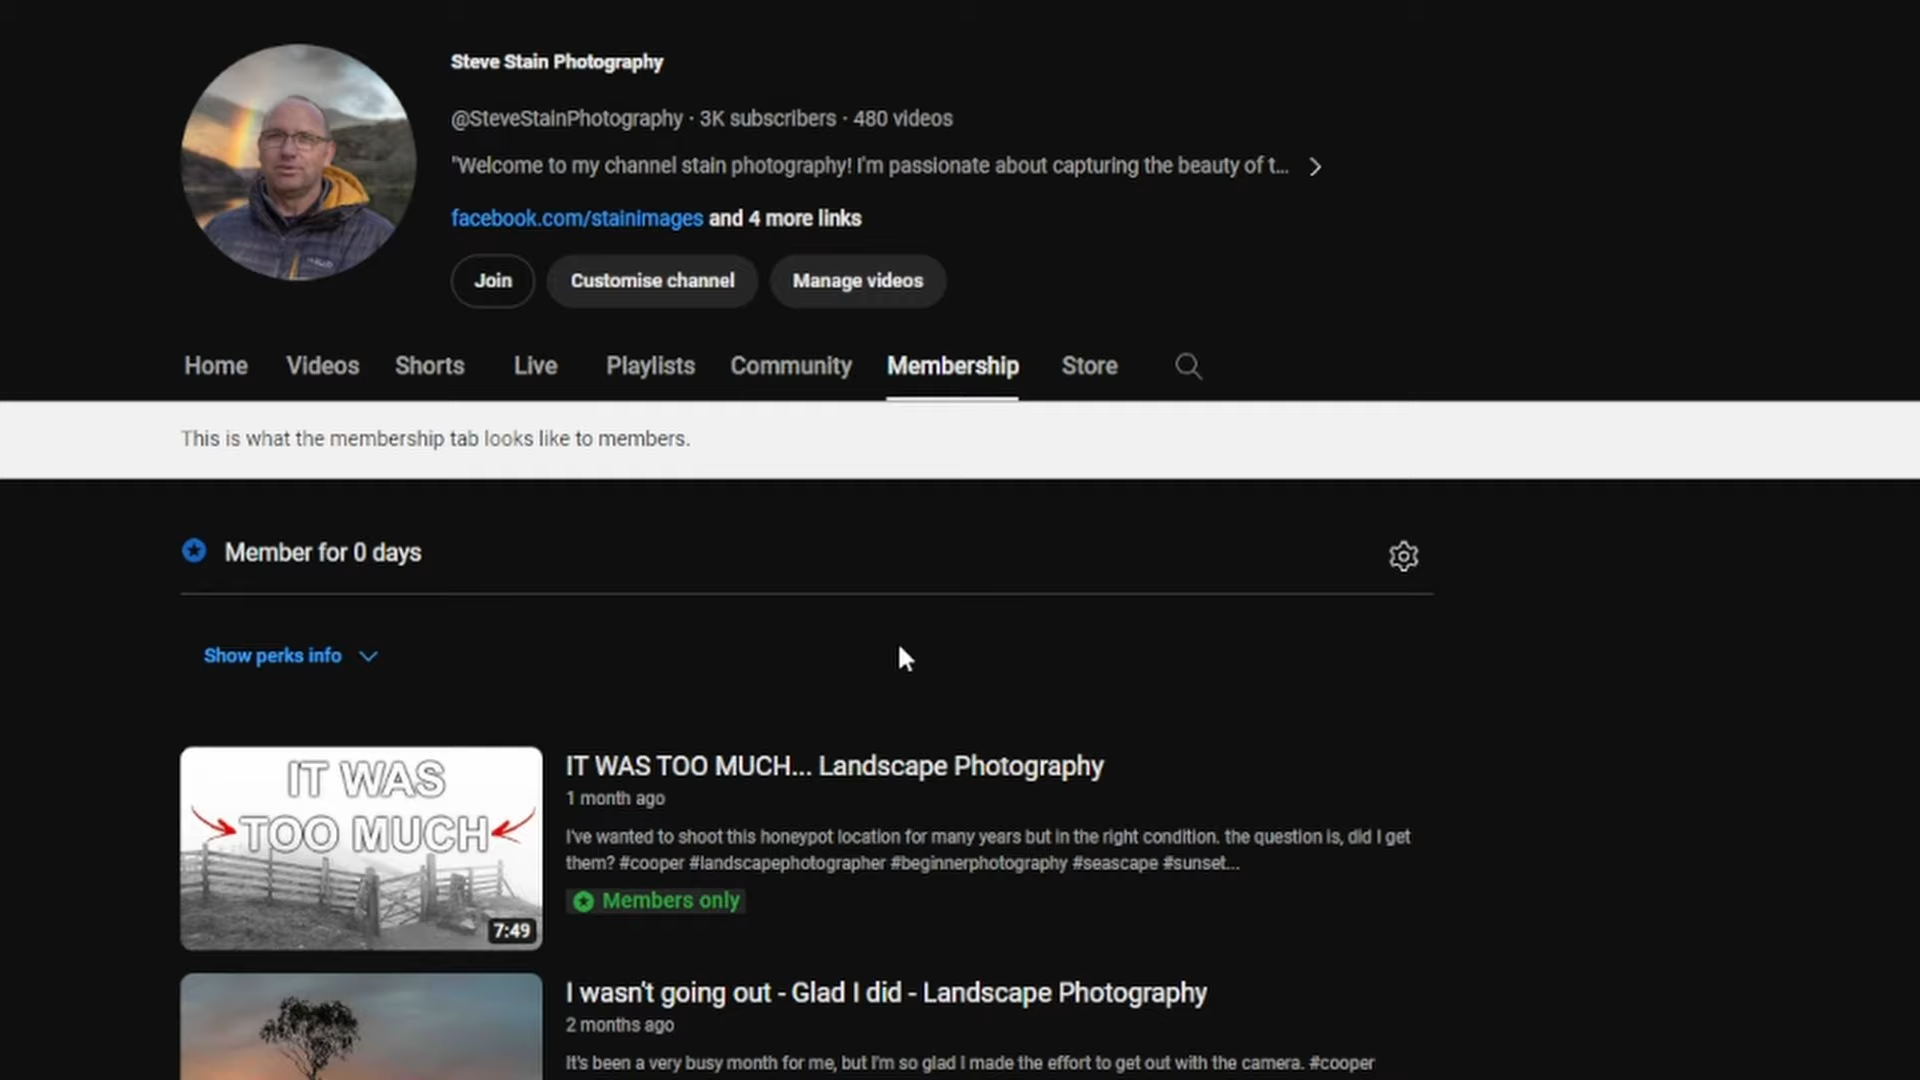 Steve Stain Photography
@SteveStainPhotography · 3K subscribers · 480 videos
"Welcome to my channel stain photography! I'm passionate about capturing the beauty of t...
facebook.com/stainimages and 4 more links
Join Customise channel Manage videos
Home Videos Shorts Live Playlists Community Membership Store
This is what the membership tab looks like to members.
Member for 0 days
Show perks info
IT WAS
TOO MUCH
7:49
IT WAS TOO MUCH... Landscape Photography
1 month ago
I've wanted to shoot this honeypot location for many years but in the right condition. the question is, did I get
them? #cooper #landscapephotographer #beginnerphotography #seascape #sunset...
Members only
I wasn't going out - Glad I did - Landscape Photography
2 months ago
It's been a very busy month for me, but I'm so glad I made the effort to get out with the camera. #cooper